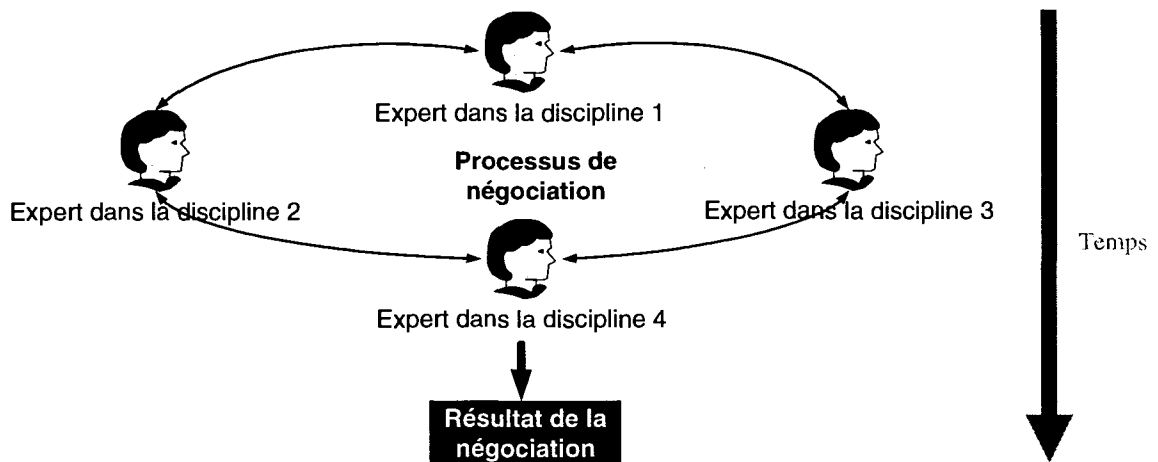 Expert dans la discipline 1
Processus de
négociation
Expert dans la discipline 2
Expert dans la discipline 3
Temps
Expert dans la discipline 4
Résultat de la
négociation